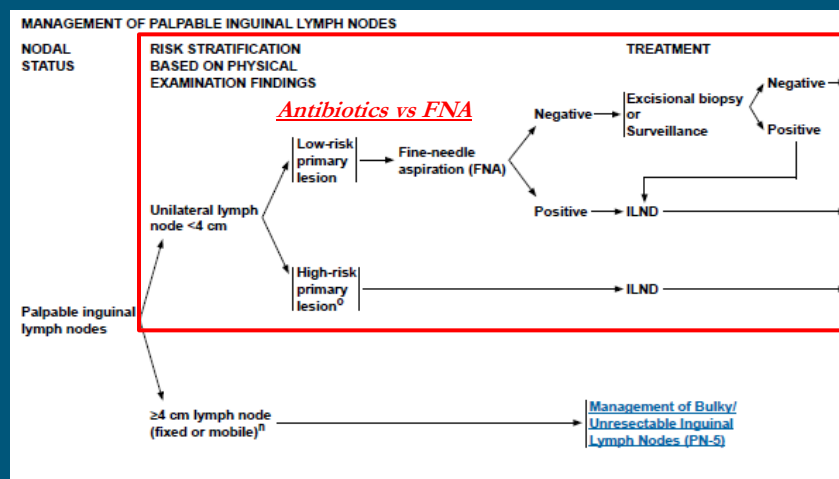 MANAGEMENT OF PALPABLE INGUINAL LYMPH NODES
NODAL
STATUS
RISK STRATIFICATION
BASED ON PHYSICAL
EXAMINATION FINDINGS
TREATMENT
Antibiotics vs FNA
Palpable inguinal
lymph nodes
Unilateral lymph
node <4 cm
Low-risk
primary
lesion
Fine-needle
aspiration (FNA)
Negative
Excisional biopsy
or
Surveillance
Negative
Positive
Positive
ILND
High-risk
primary
lesionᵒ
ILND
≥4 cm lymph node
(fixed or mobile)ⁿ
Management of Bulky/
Unresectable Inguinal
Lymph Nodes (PN-5)